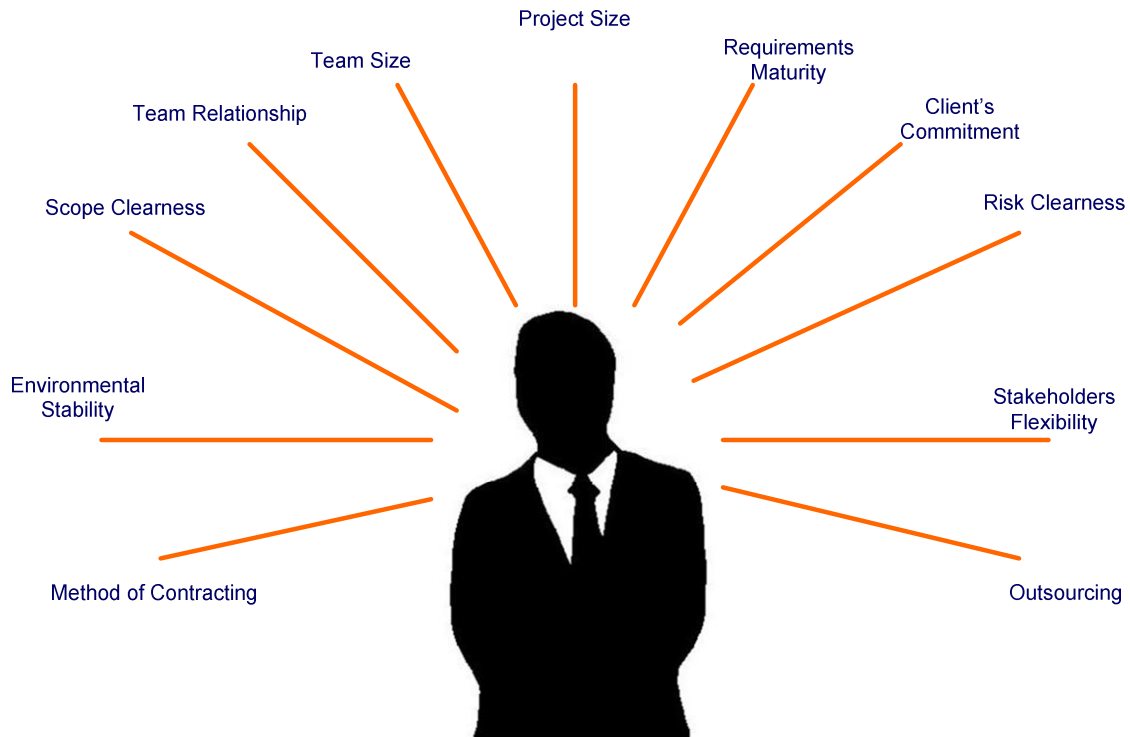 Project Size
Team Size
Requirements
Maturity
Team Relationship
Client's
Commitment
Scope Clearness
Risk Clearness
Environmental
Stability
Stakeholders
Flexibility
Method of Contracting
Outsourcing